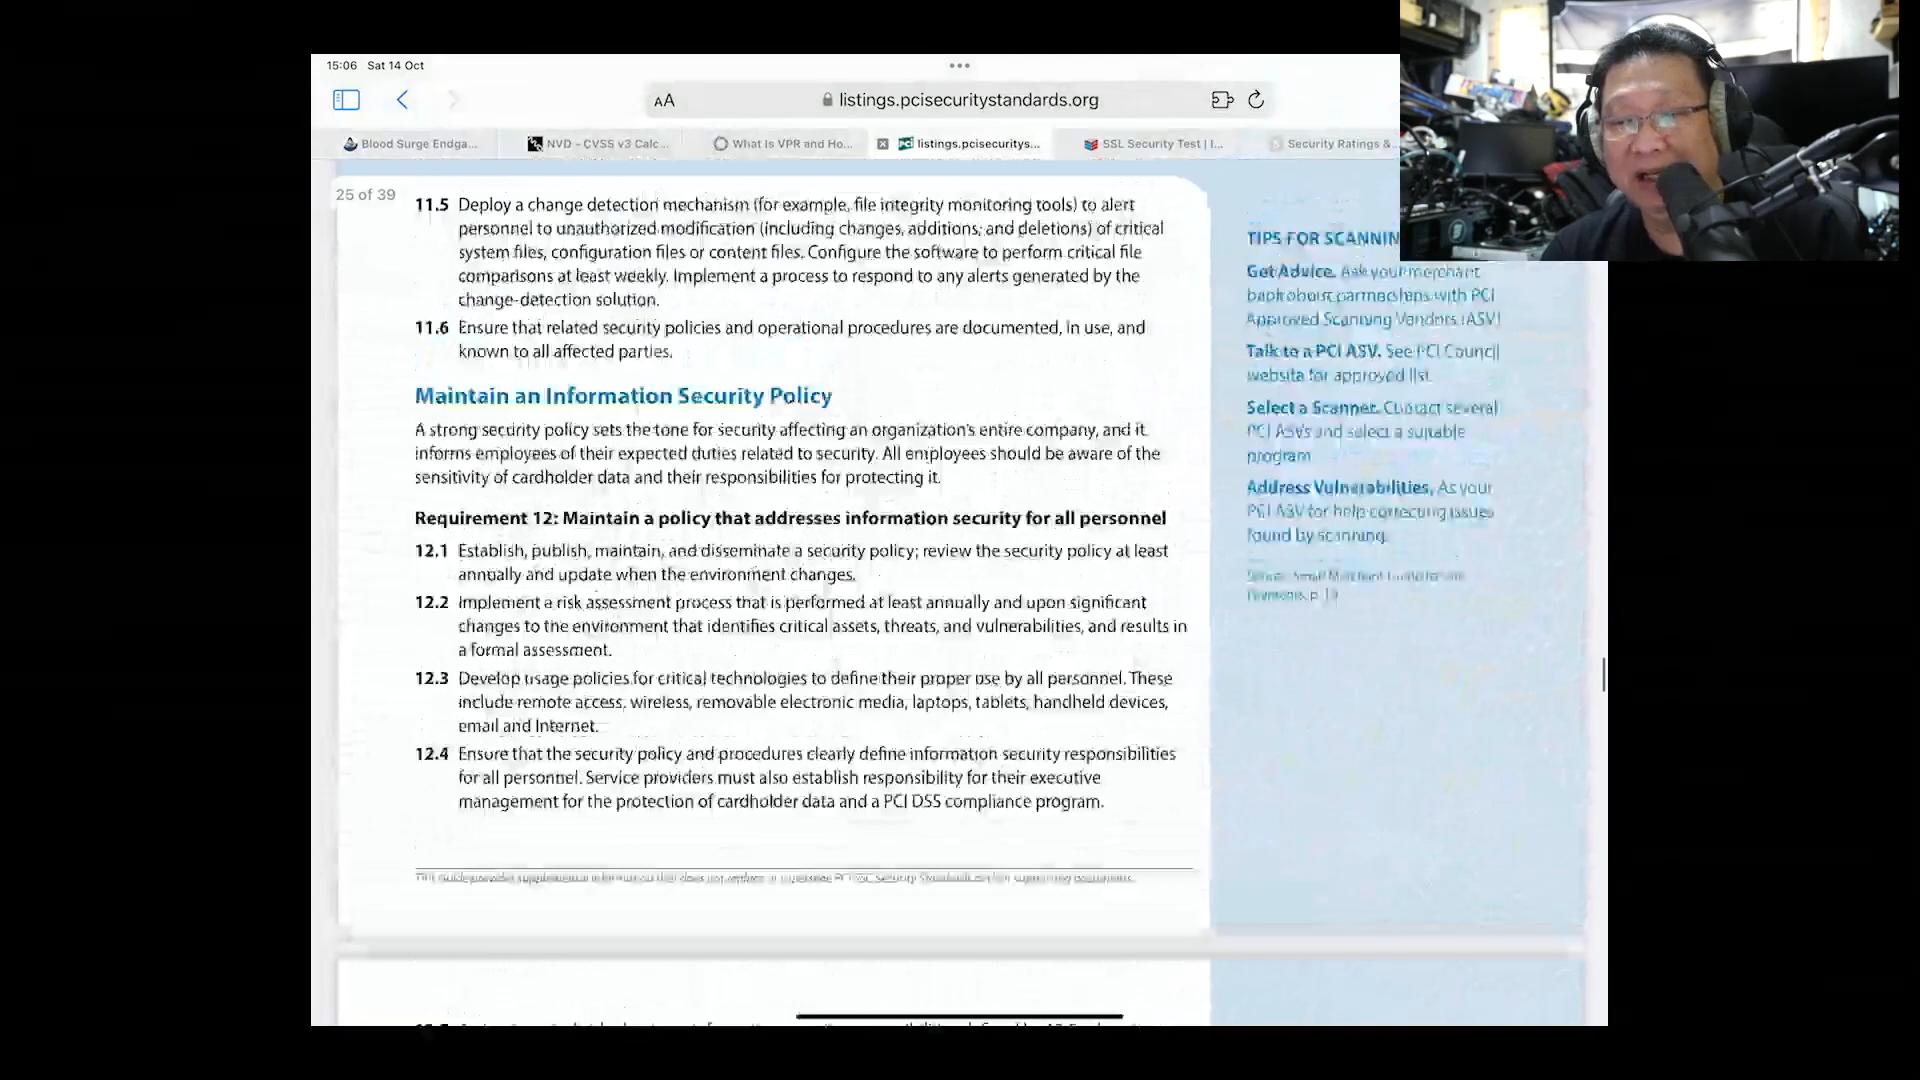 15:06 Sat 14 Oct
AA
listings.pcisecuritystandards.org
Blood Surge Endga...
NVD - CVSS v3 Calc...
What Is VPR and Ho...
PCI
listings.pcisecuritys...
SSL Security Test | I...
Security Ratings &...
25 of 39
11.5 Deploy a change detection mechanism (for example, file integrity monitoring tools) to alert
personnel to unauthorized modification (including changes, additions, and deletions) of critical
system files, configuration files or content files. Configure the software to perform critical file
comparisons at least weekly. Implement a process to respond to any alerts generated by the
change-detection solution.
11.6 Ensure that related security policies and operational procedures are documented, in use, and
known to all affected parties.
Maintain an Information Security Policy
A strong security policy sets the tone for security affecting an organization's entire company, and it
informs employees of their expected duties related to security. All employees should be aware of the
sensitivity of cardholder data and their responsibilities for protecting it.
Requirement 12: Maintain a policy that addresses information security for all personnel
12.1 Establish, publish, maintain, and disseminate a security policy; review the security policy at least
annually and update when the environment changes.
12.2 Implement a risk assessment process that is performed at least annually and upon significant
changes to the environment that identifies critical assets, threats, and vulnerabilities, and results in
a formal assessment.
12.3 Develop usage policies for critical technologies to define their proper use by all personnel. These
include remote access, wireless, removable electronic media, laptops, tablets, handheld devices,
email and Internet.
12.4 Ensure that the security policy and procedures clearly define information security responsibilities
for all personnel. Service providers must also establish responsibility for their executive
management for the protection of cardholder data and a PCI DSS compliance program.
TIPS FOR SCANNIN
Get Advice. Ask your merchant
bank about partnerships with PCI
Approved Scanning Vendors (ASV)
Talk to a PCI ASV. See PCI Council
website for approved list.
Select a Scanner. Contact several
PCI ASVs and select a suitable
program
Address Vulnerabilities. As your
PCI ASV for help correcting issues
found by scanning.